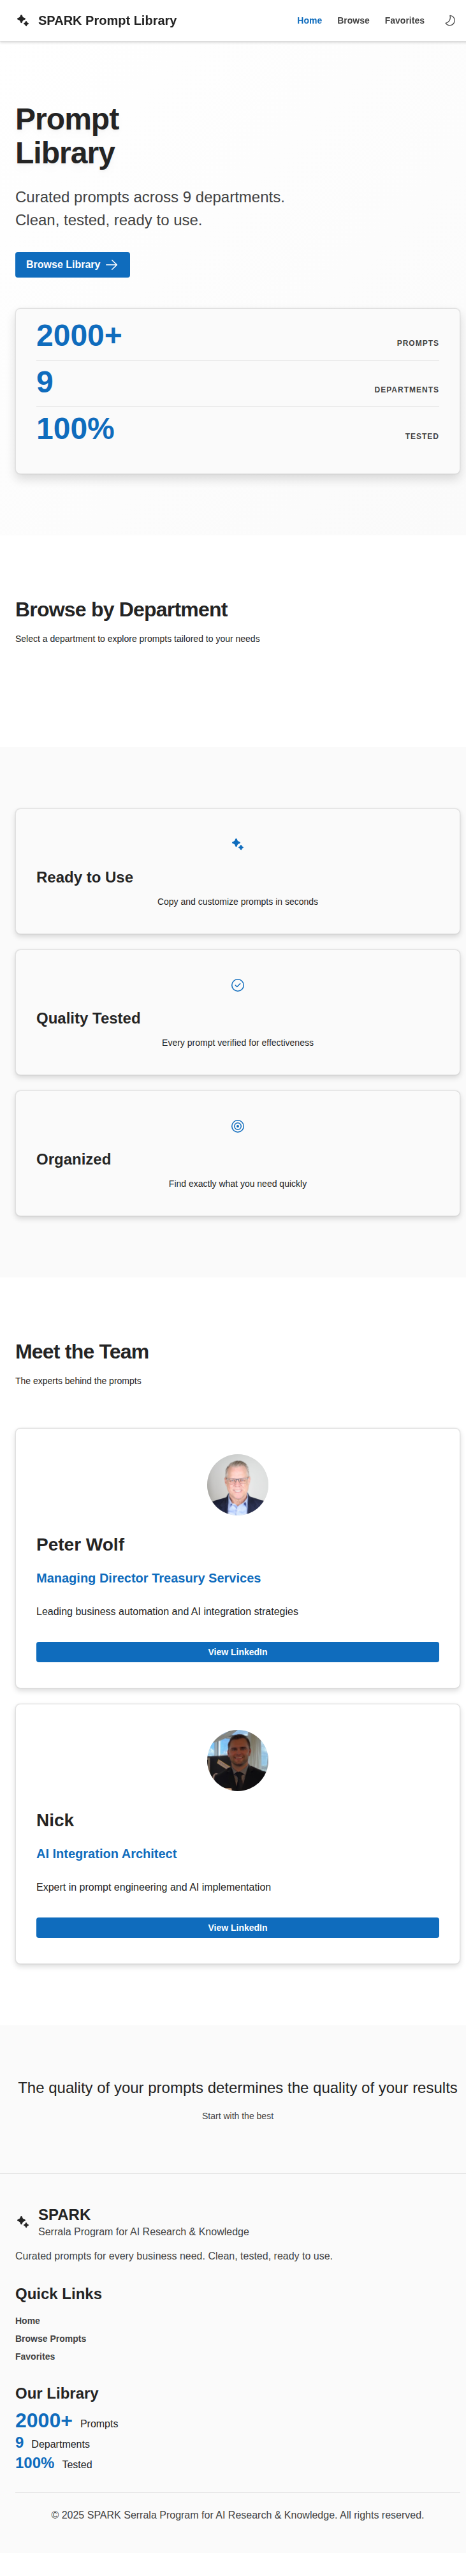 SPARK Prompt Library
Home
Browse
Favorites
Prompt
Library
Curated prompts across 9 departments.
Clean, tested, ready to use.
Browse Library
2000+
PROMPTS
9
DEPARTMENTS
100%
TESTED
Browse by Department
Select a department to explore prompts tailored to your needs
Ready to Use
Copy and customize prompts in seconds
Quality Tested
Every prompt verified for effectiveness
Organized
Find exactly what you need quickly
Meet the Team
The experts behind the prompts
Peter Wolf
Managing Director Treasury Services
Leading business automation and AI integration strategies
View LinkedIn
Nick
AI Integration Architect
Expert in prompt engineering and AI implementation
View LinkedIn
The quality of your prompts determines the quality of your results
Start with the best
SPARK
Serrala Program for AI Research & Knowledge
Curated prompts for every business need. Clean, tested, ready to use.
Quick Links
Home
Browse Prompts
Favorites
Our Library
2000+ Prompts
9 Departments
100% Tested
© 2025 SPARK Serrala Program for AI Research & Knowledge. All rights reserved.